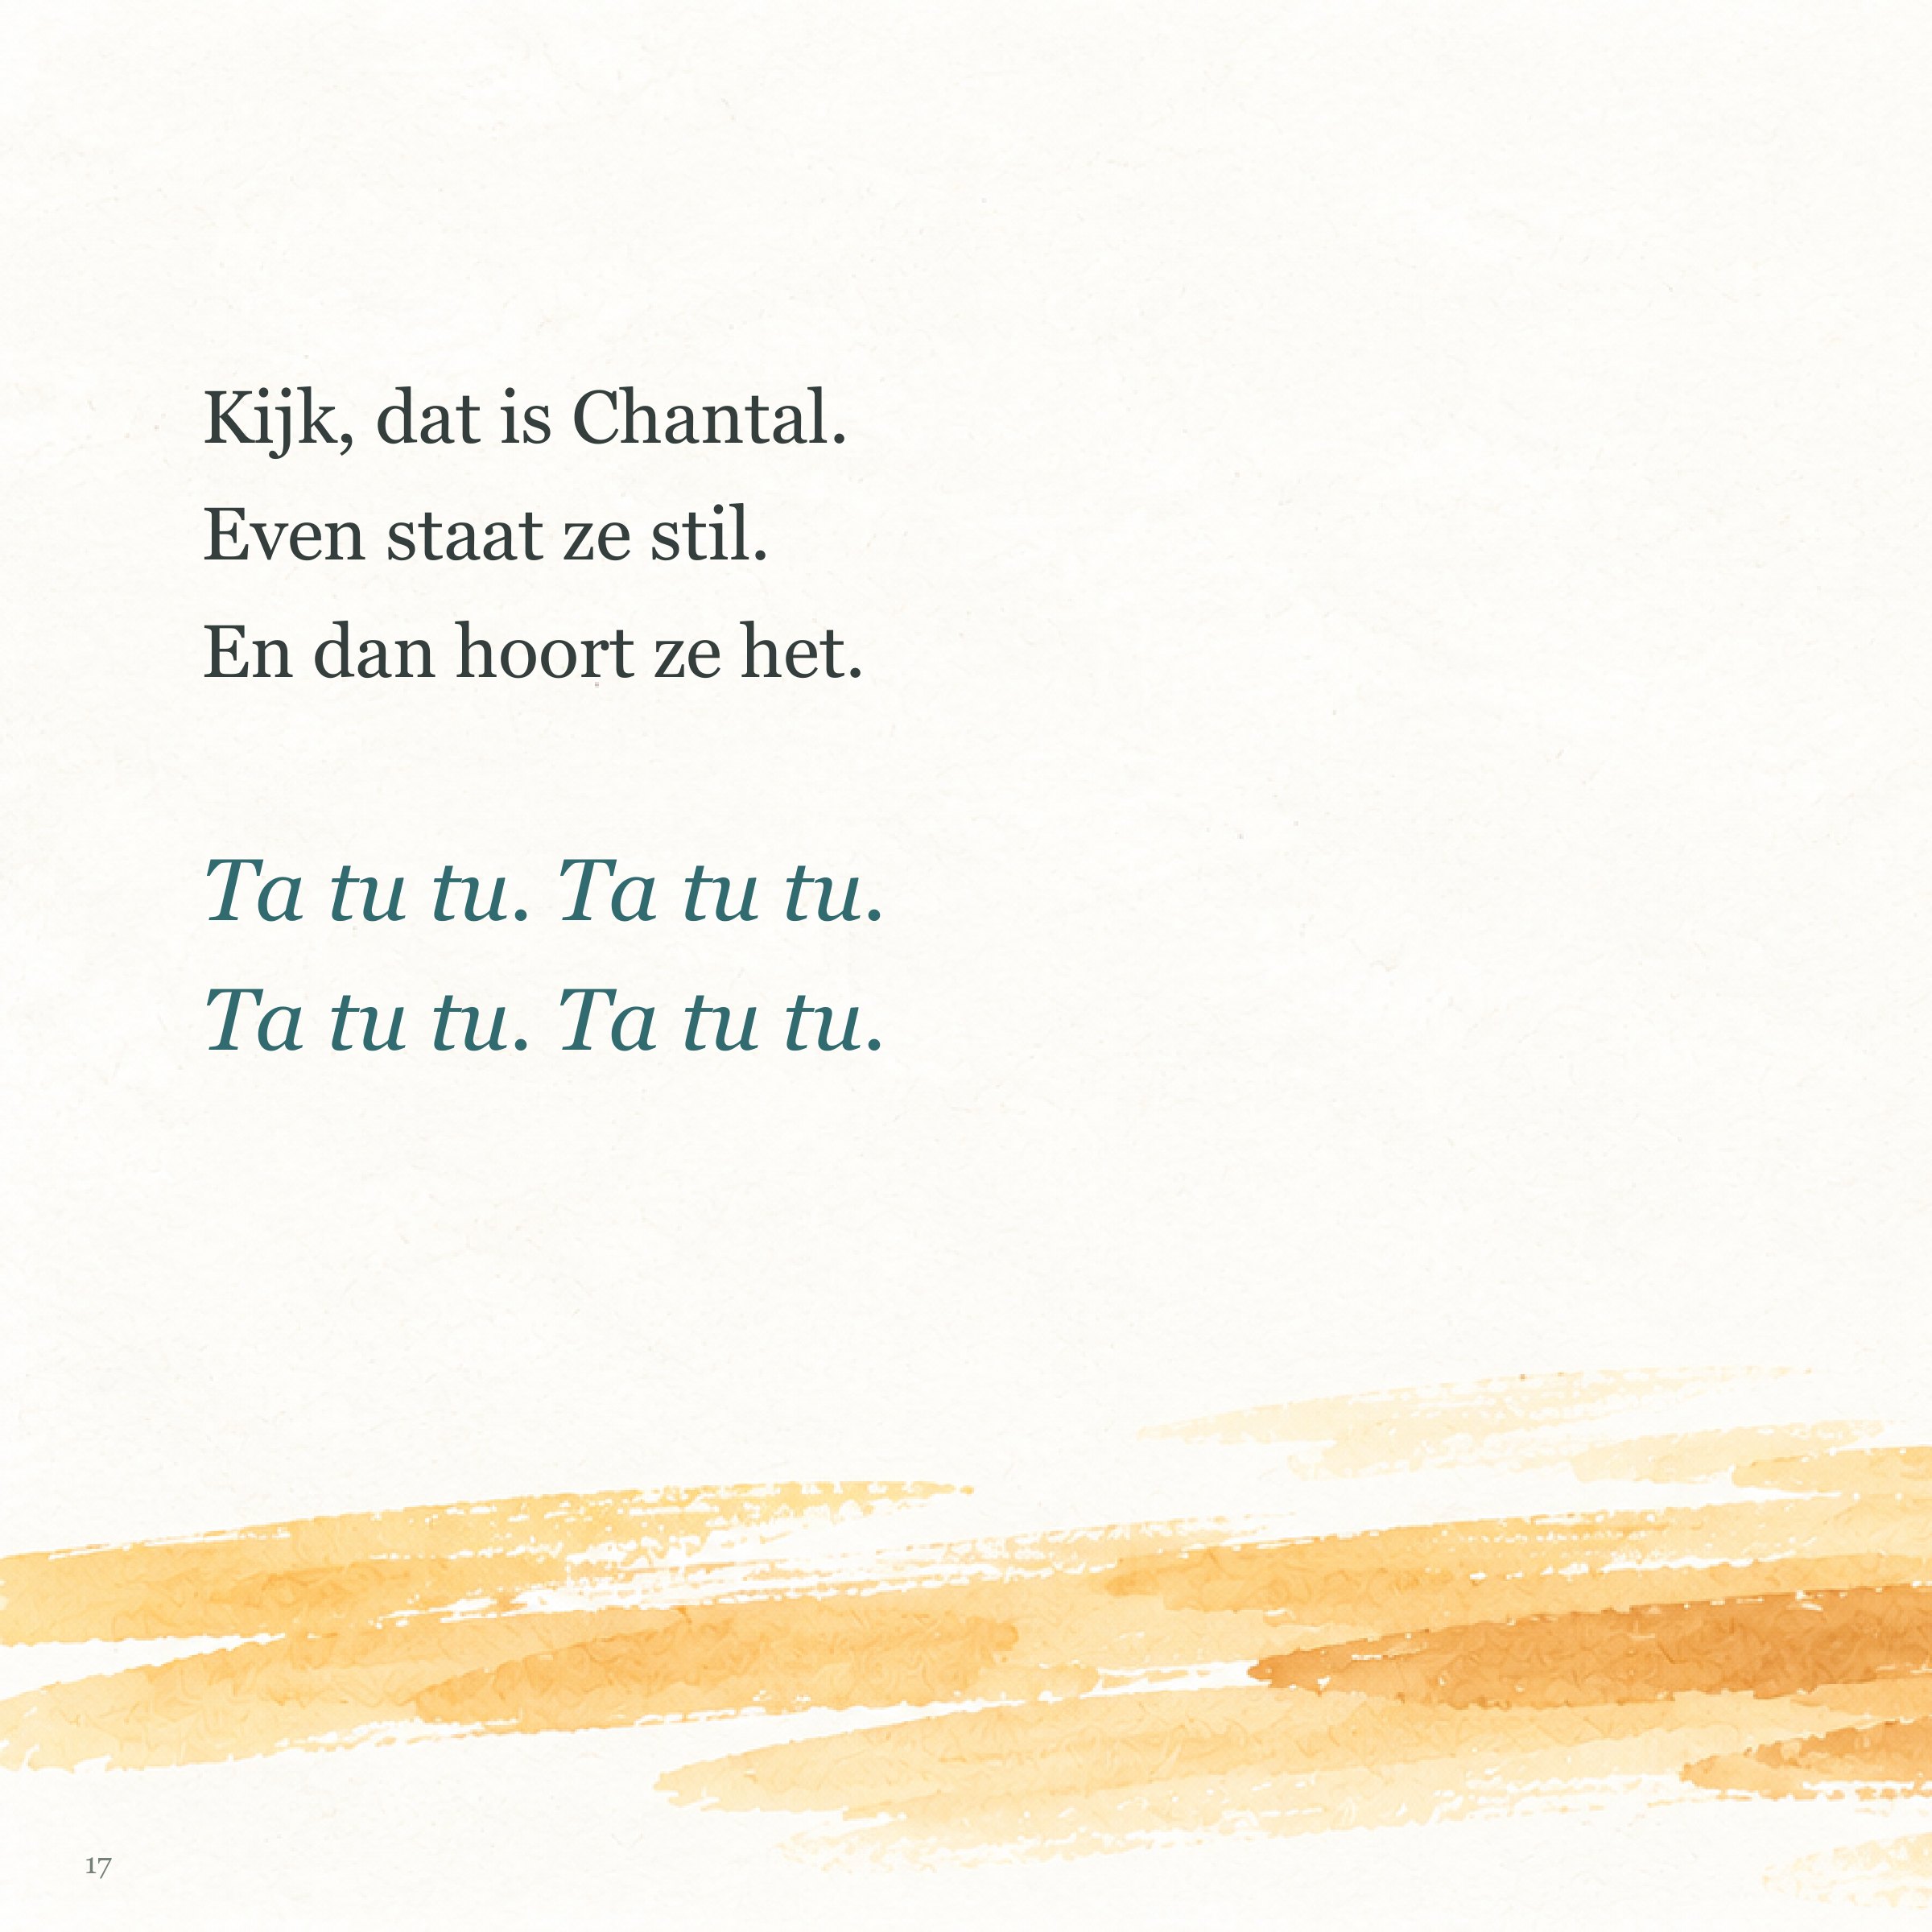 Kijk, dat is Chantal.
Even staat ze stil.
En dan hoort ze het.
Ta tu tu. Ta tu tu.
Ta tu tu. Ta tu tu.
17